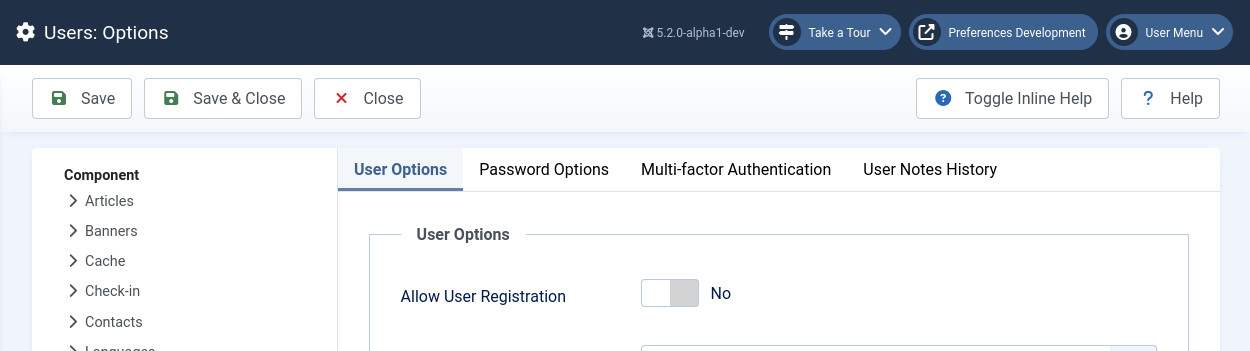 Users: Options
5.2.0-alpha1-dev
Take a Tour
Preferences Development
User Menu
Save
Save & Close
Close
Toggle Inline Help
Help
Component
Articles
Banners
Cache
Check-in
Contacts
Languages
User Options
Password Options
Multi-factor Authentication
User Notes History
User Options
Allow User Registration
No